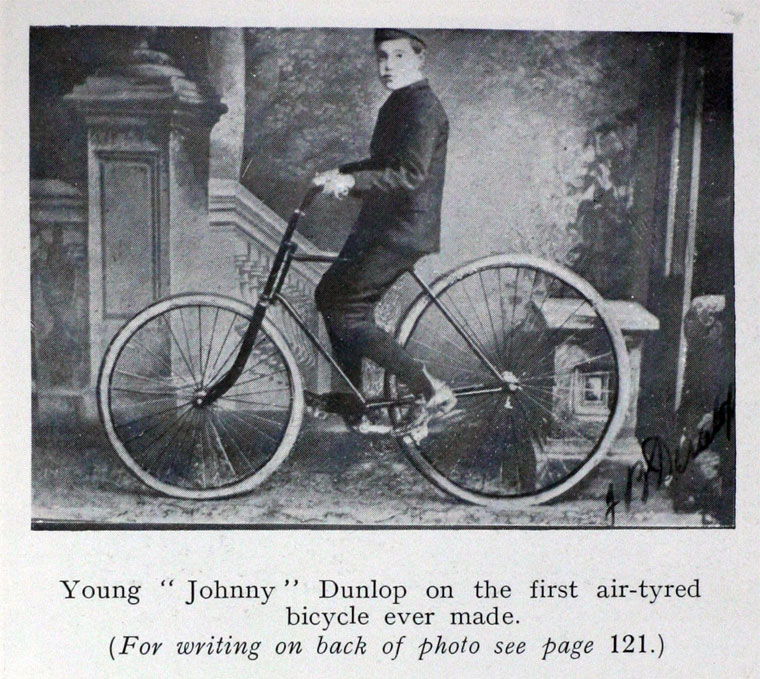 J B Dunlop
Young “ Johnny ” Dunlop on the first air-tyred
bicycle ever made.
(For writing on back of photo see page 121.)